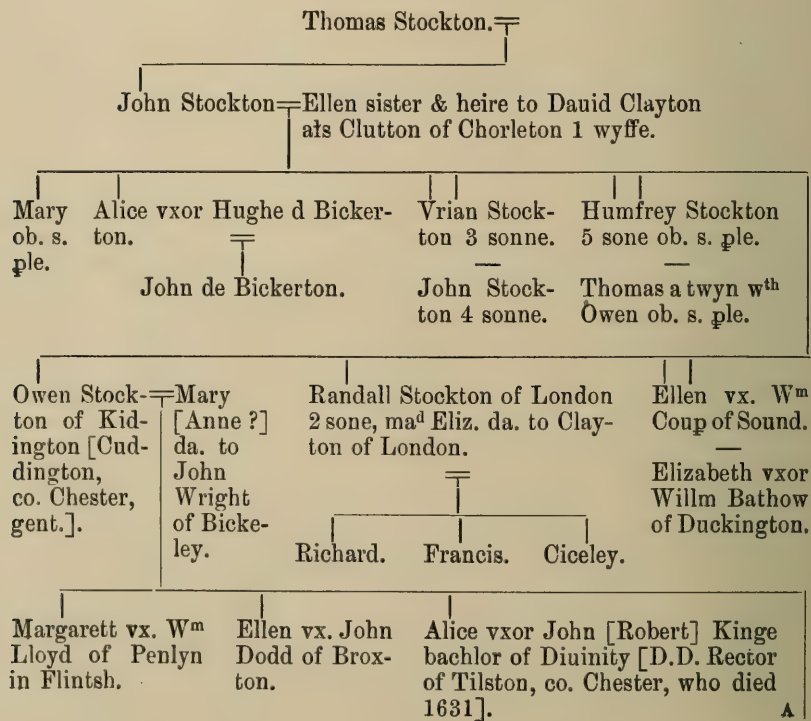 Thomas Stockton.
John Stockton=Ellen sister & heire to Dauid Clayton
ałs Clutton of Chorleton 1 wyffe.
Mary
ob. s.
ꝑle.
Alice vxor Hughe d Bicker-
ton.
John de Bickerton.
Vrian Stock-
ton 3 sonne.
—
John Stock-
ton 4 sonne.
Humfrey Stockton
5 sone ob. s. ꝑle.
—
Thomas a twyn wᵗʰ
Owen ob. s. ꝑle.
Owen Stock-
ton of Kid-
ington [Cud-
dington,
co. Chester,
gent.].
Mary
[Anne ?]
da. to
John
Wright
of Bicke-
ley.
Randall Stockton of London
2 sone, maᵈ Eliz. da. to Clay-
ton of London.
Richard. Francis. Ciceley.
Ellen vx. Wᵐ
Coup of Sound.
—
Elizabeth vxor
Willm Bathow
of Duckington.
Margarett vx. Wᵐ
Lloyd of Penlyn
in Flintsh.
Ellen vx. John
Dodd of Brox-
ton.
Alice vxor John [Robert] Kinge
bachlor of Diuinity [D.D. Rector
of Tilston, co. Chester, who died
1631].
A